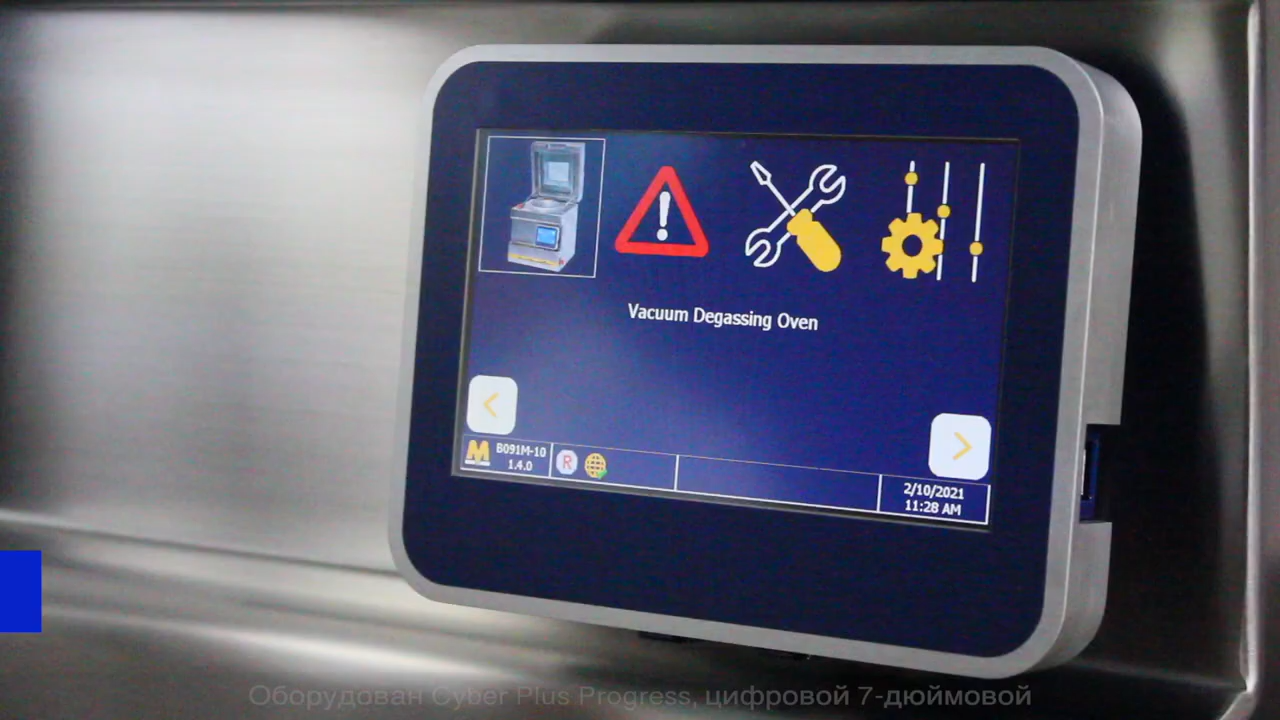 Vacuum Degassing Oven
M B091M-10
1.4.0
R
2/10/2021
11:28 AM
Оборудован Cyber Plus Progress, цифровой 7-дюймовой